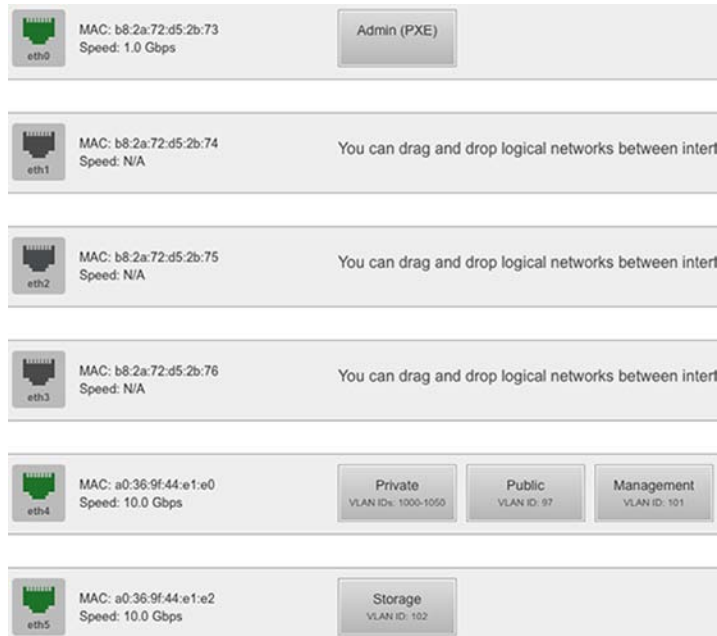 eth0
MAC: b8:2a:72:d5:2b:73
Speed: 1.0 Gbps
Admin (PXE)
eth1
MAC: b8:2a:72:d5:2b:74
Speed: N/A
You can drag and drop logical networks between interf
eth2
MAC: b8:2a:72:d5:2b:75
Speed: N/A
You can drag and drop logical networks between interf
eth3
MAC: b8:2a:72:d5:2b:76
Speed: N/A
You can drag and drop logical networks between interf
eth4
MAC: a0:36:9f:44:e1:e0
Speed: 10.0 Gbps
Private
VLAN IDs: 1000-1050
Public
VLAN ID: 97
Management
VLAN ID: 101
eth5
MAC: a0:36:9f:44:e1:e2
Speed: 10.0 Gbps
Storage
VLAN ID: 102